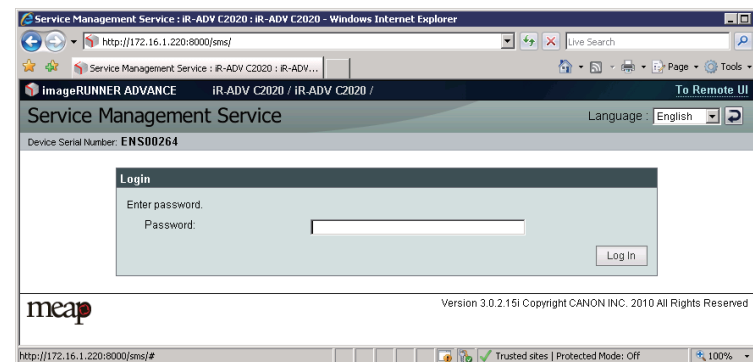 Service Management Service : iR-ADV C2020 : iR-ADV C2020 - Windows Internet Explorer
http://172.16.1.220:8000/sms/
Live Search
Service Management Service : iR-ADV C2020 : iR-ADV...
Page
Tools
imageRUNNER ADVANCE iR-ADV C2020 / iR-ADV C2020 /
To Remote UI
Service Management Service
Language : English
Device Serial Number: ENS00264
Login
Enter password.
Password:
Log In
meap
Version 3.0.2.15i Copyright CANON INC. 2010 All Rights Reserved
http://172.16.1.220:8000/sms/#
Trusted sites | Protected Mode: Off
100%